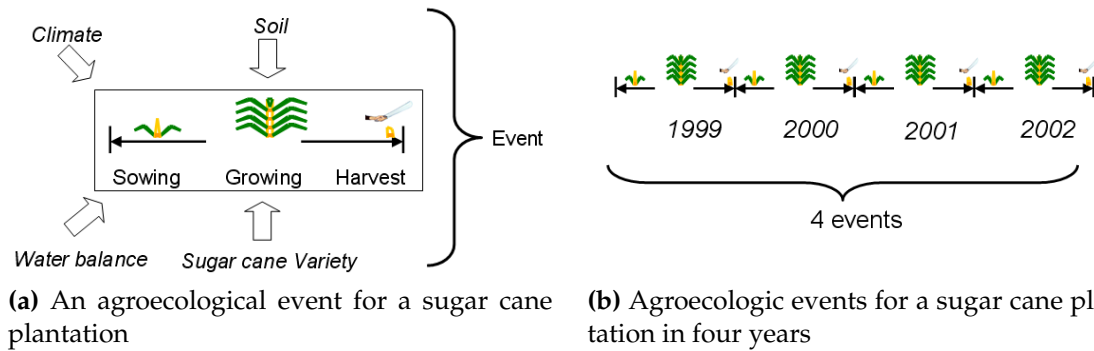 Climate
Soil
Sowing
Growing
Harvest
Event
Water balance
Sugar cane Variety
(a) An agroecological event for a sugar cane
plantation
1999
2000
2001
2002
4 events
(b) Agroecologic events for a sugar cane pl
tation in four years